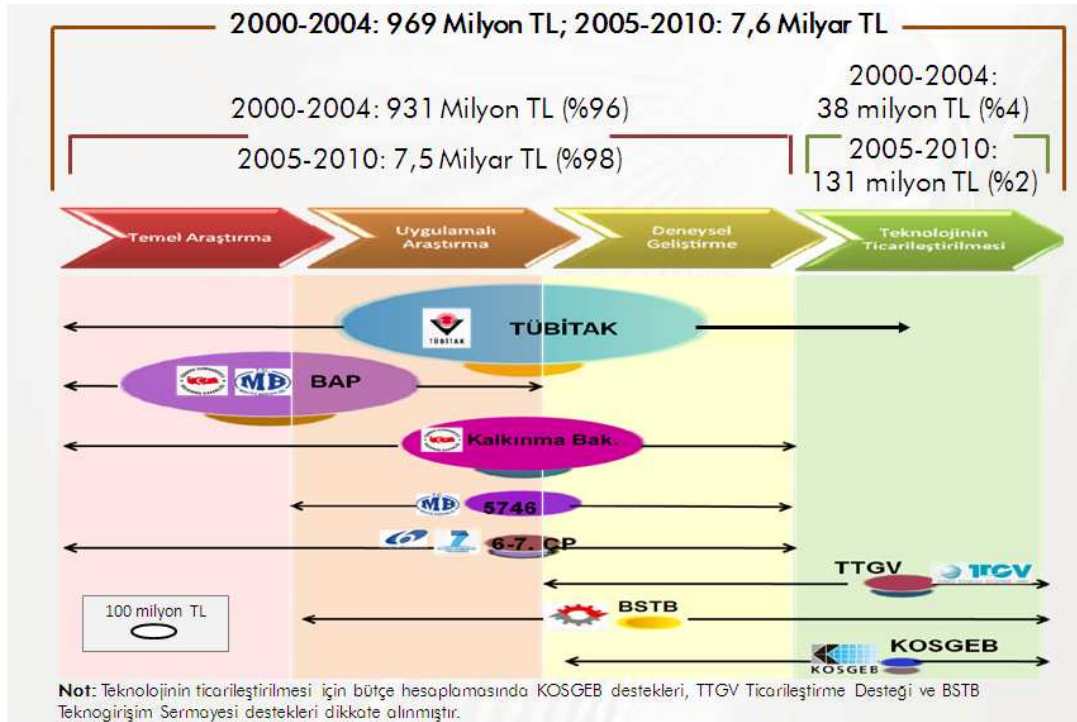 2000-2004: 969 Milyon TL; 2005-2010: 7,6 Milyar TL
2000-2004: 931 Milyon TL (%96)
2005-2010: 7,5 Milyar TL (%98)
2000-2004:
38 milyon TL (%4)
2005-2010:
131 milyon TL (%2)
Temel Araştırma
Uygulamalı
Araştırma
Deneysel
Geliştirme
Teknolojinin
Ticarileştirilmesi
TÜBİTAK
TÜBİTAK
BAP
Kalkınma Bak.
5746
6-7. ÇP
TTGV
TTGV
BSTB
KOSGEB
KOSGEB
100 milyon TL
Not: Teknolojinin ticarileştirilmesi için bütçe hesaplamasında KOSGEB destekleri, TTGV Ticarileştirme Desteği ve BSTB
Teknogirişim Sermayesi destekleri dikkate alınmıştır.